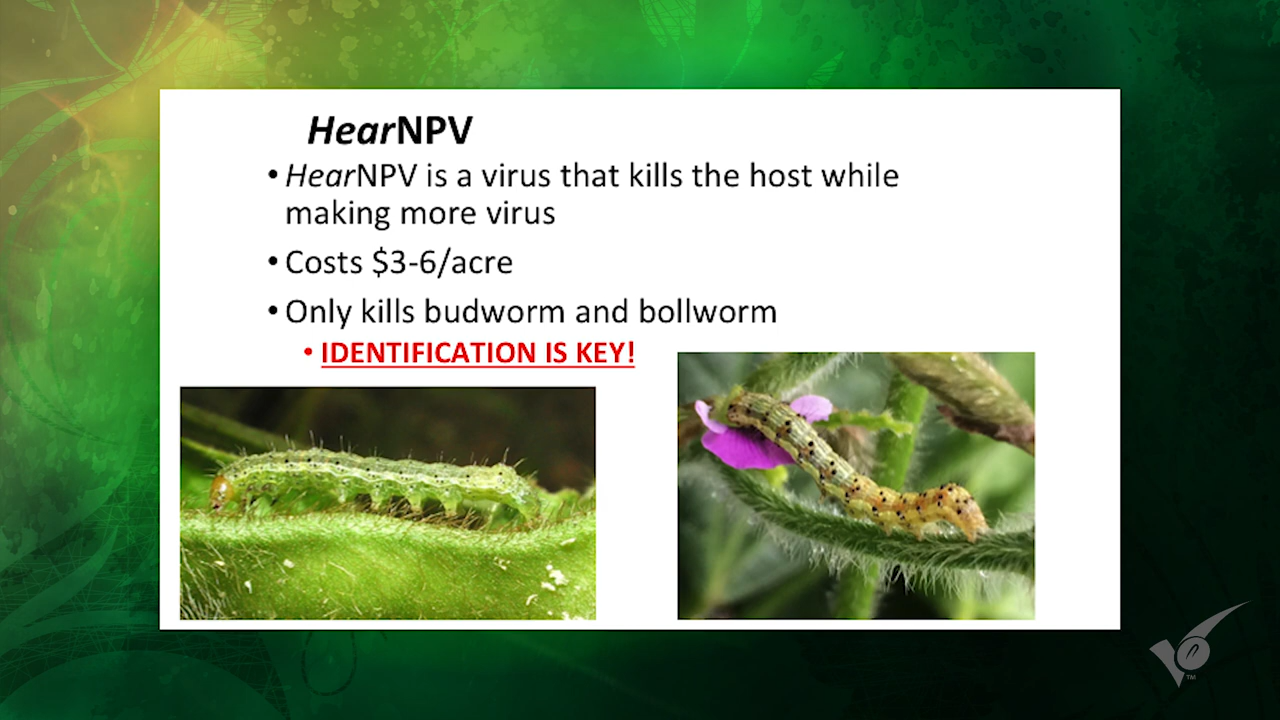 HearNPV
• HearNPV is a virus that kills the host while
making more virus
• Costs $3-6/acre
• Only kills budworm and bollworm
• IDENTIFICATION IS KEY!
TM